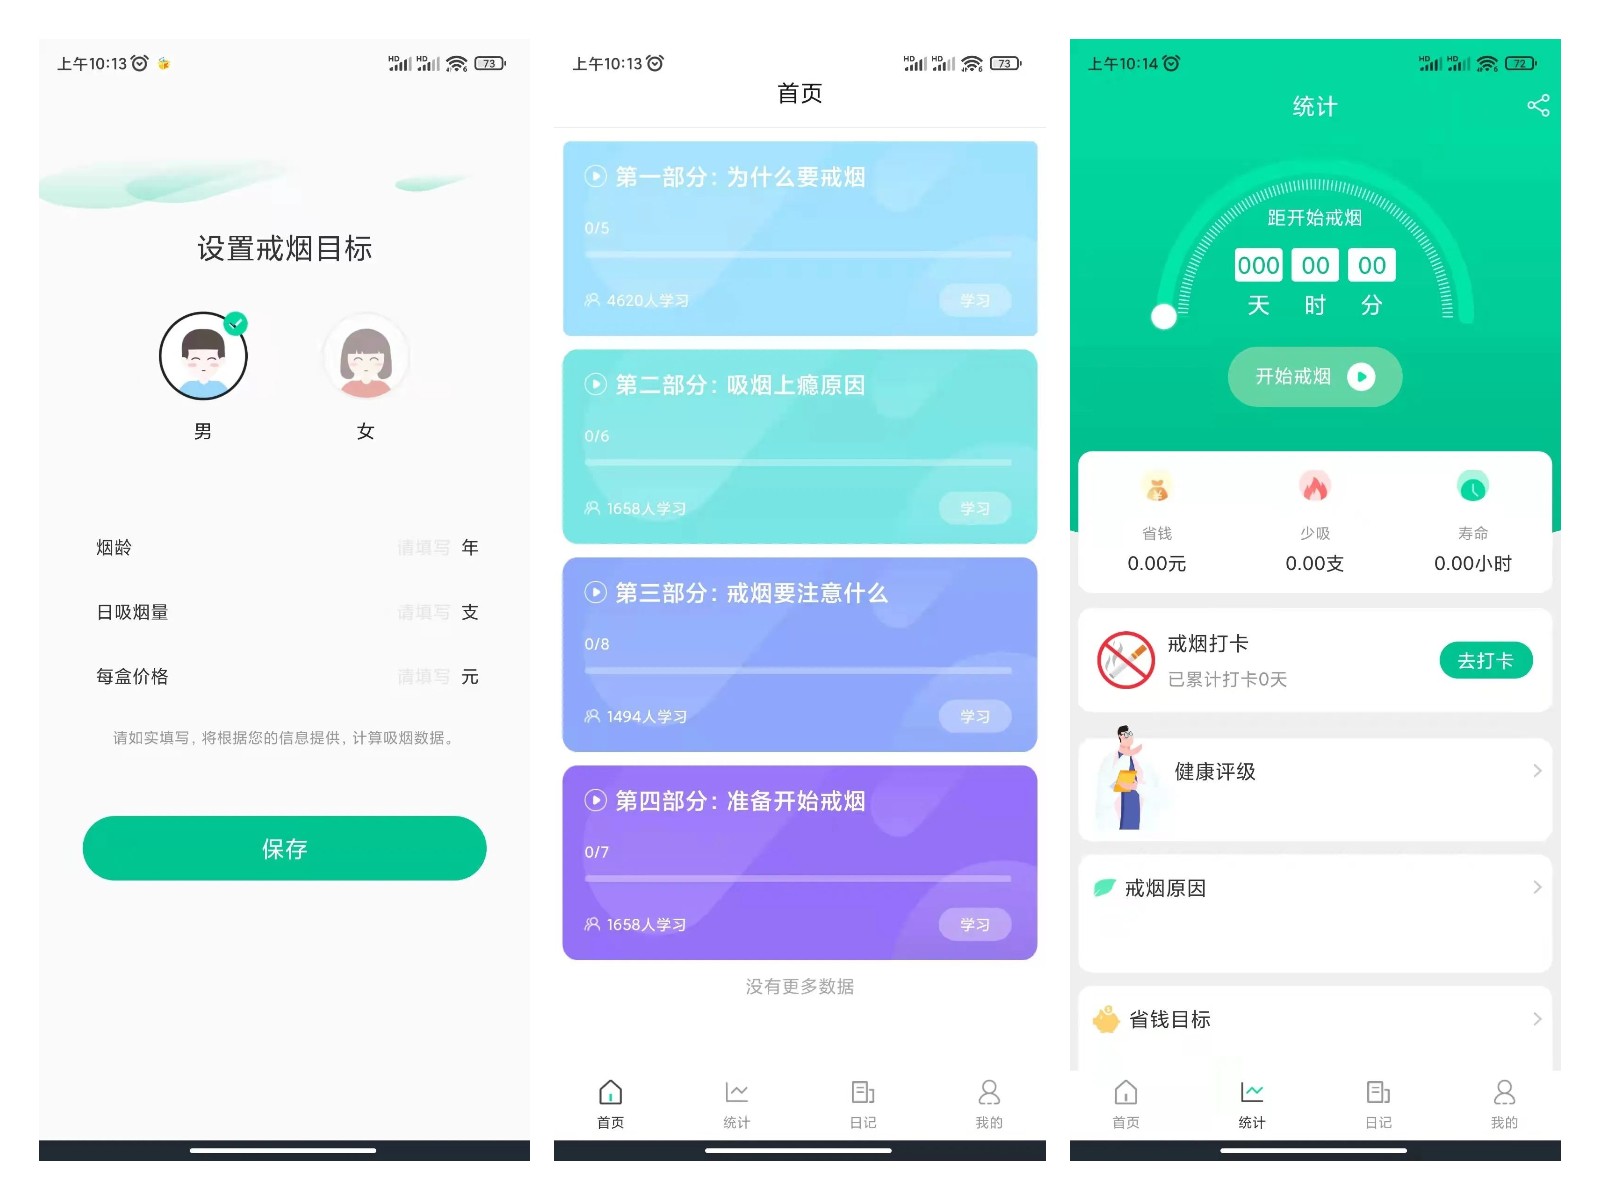 上午10:13
HD HD 6 73
设置戒烟目标
男 女
烟龄 请填写 年
日吸烟量 请填写 支
每盒价格 请填写 元
请如实填写,将根据您的信息提供,计算吸烟数据。
保存
上午10:13
HD HD 6 73
首页
第一部分:为什么要戒烟
0/5
4620人学习 学习
第二部分:吸烟上瘾原因
0/6
1658人学习 学习
第三部分:戒烟要注意什么
0/8
1494人学习 学习
第四部分:准备开始戒烟
0/7
1658人学习 学习
没有更多数据
首页 统计 日记 我的
上午10:14
HD HD 6 72
统计
距开始戒烟
000 00 00
天 时 分
开始戒烟
¥
省钱 少吸 寿命
0.00元 0.00支 0.00小时
戒烟打卡
已累计打卡0天
去打卡
健康评级
戒烟原因
省钱目标
首页 统计 日记 我的